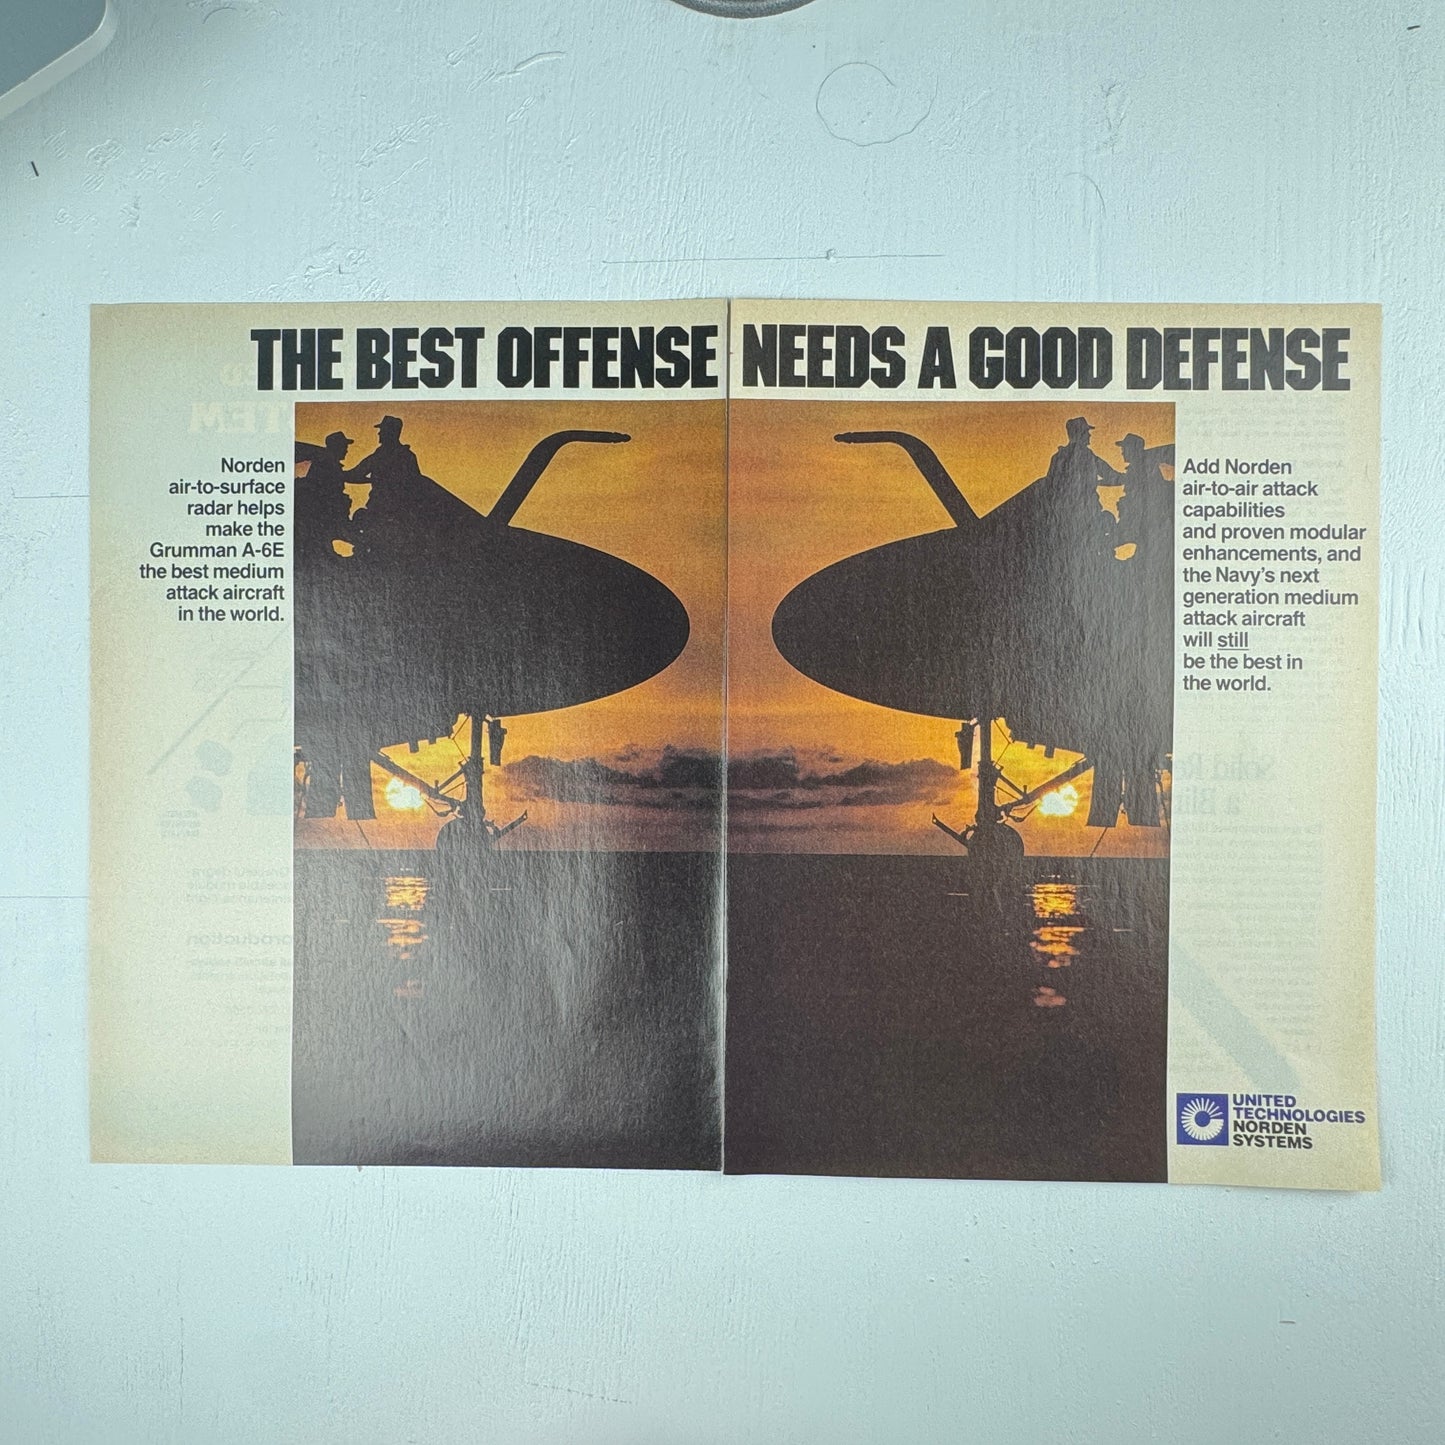 THE BEST OFFENSE NEEDS A GOOD DEFENSE
Norden
air-to-surface
radar helps
make the
Grumman A-6E
the best medium
attack aircraft
in the world.
Add Norden
air-to-air attack
capabilities
and proven modular
enhancements, and
the Navy's next
generation medium
attack aircraft
will still
be the best in
the world.
UNITED
TECHNOLOGIES
NORDEN
SYSTEMS